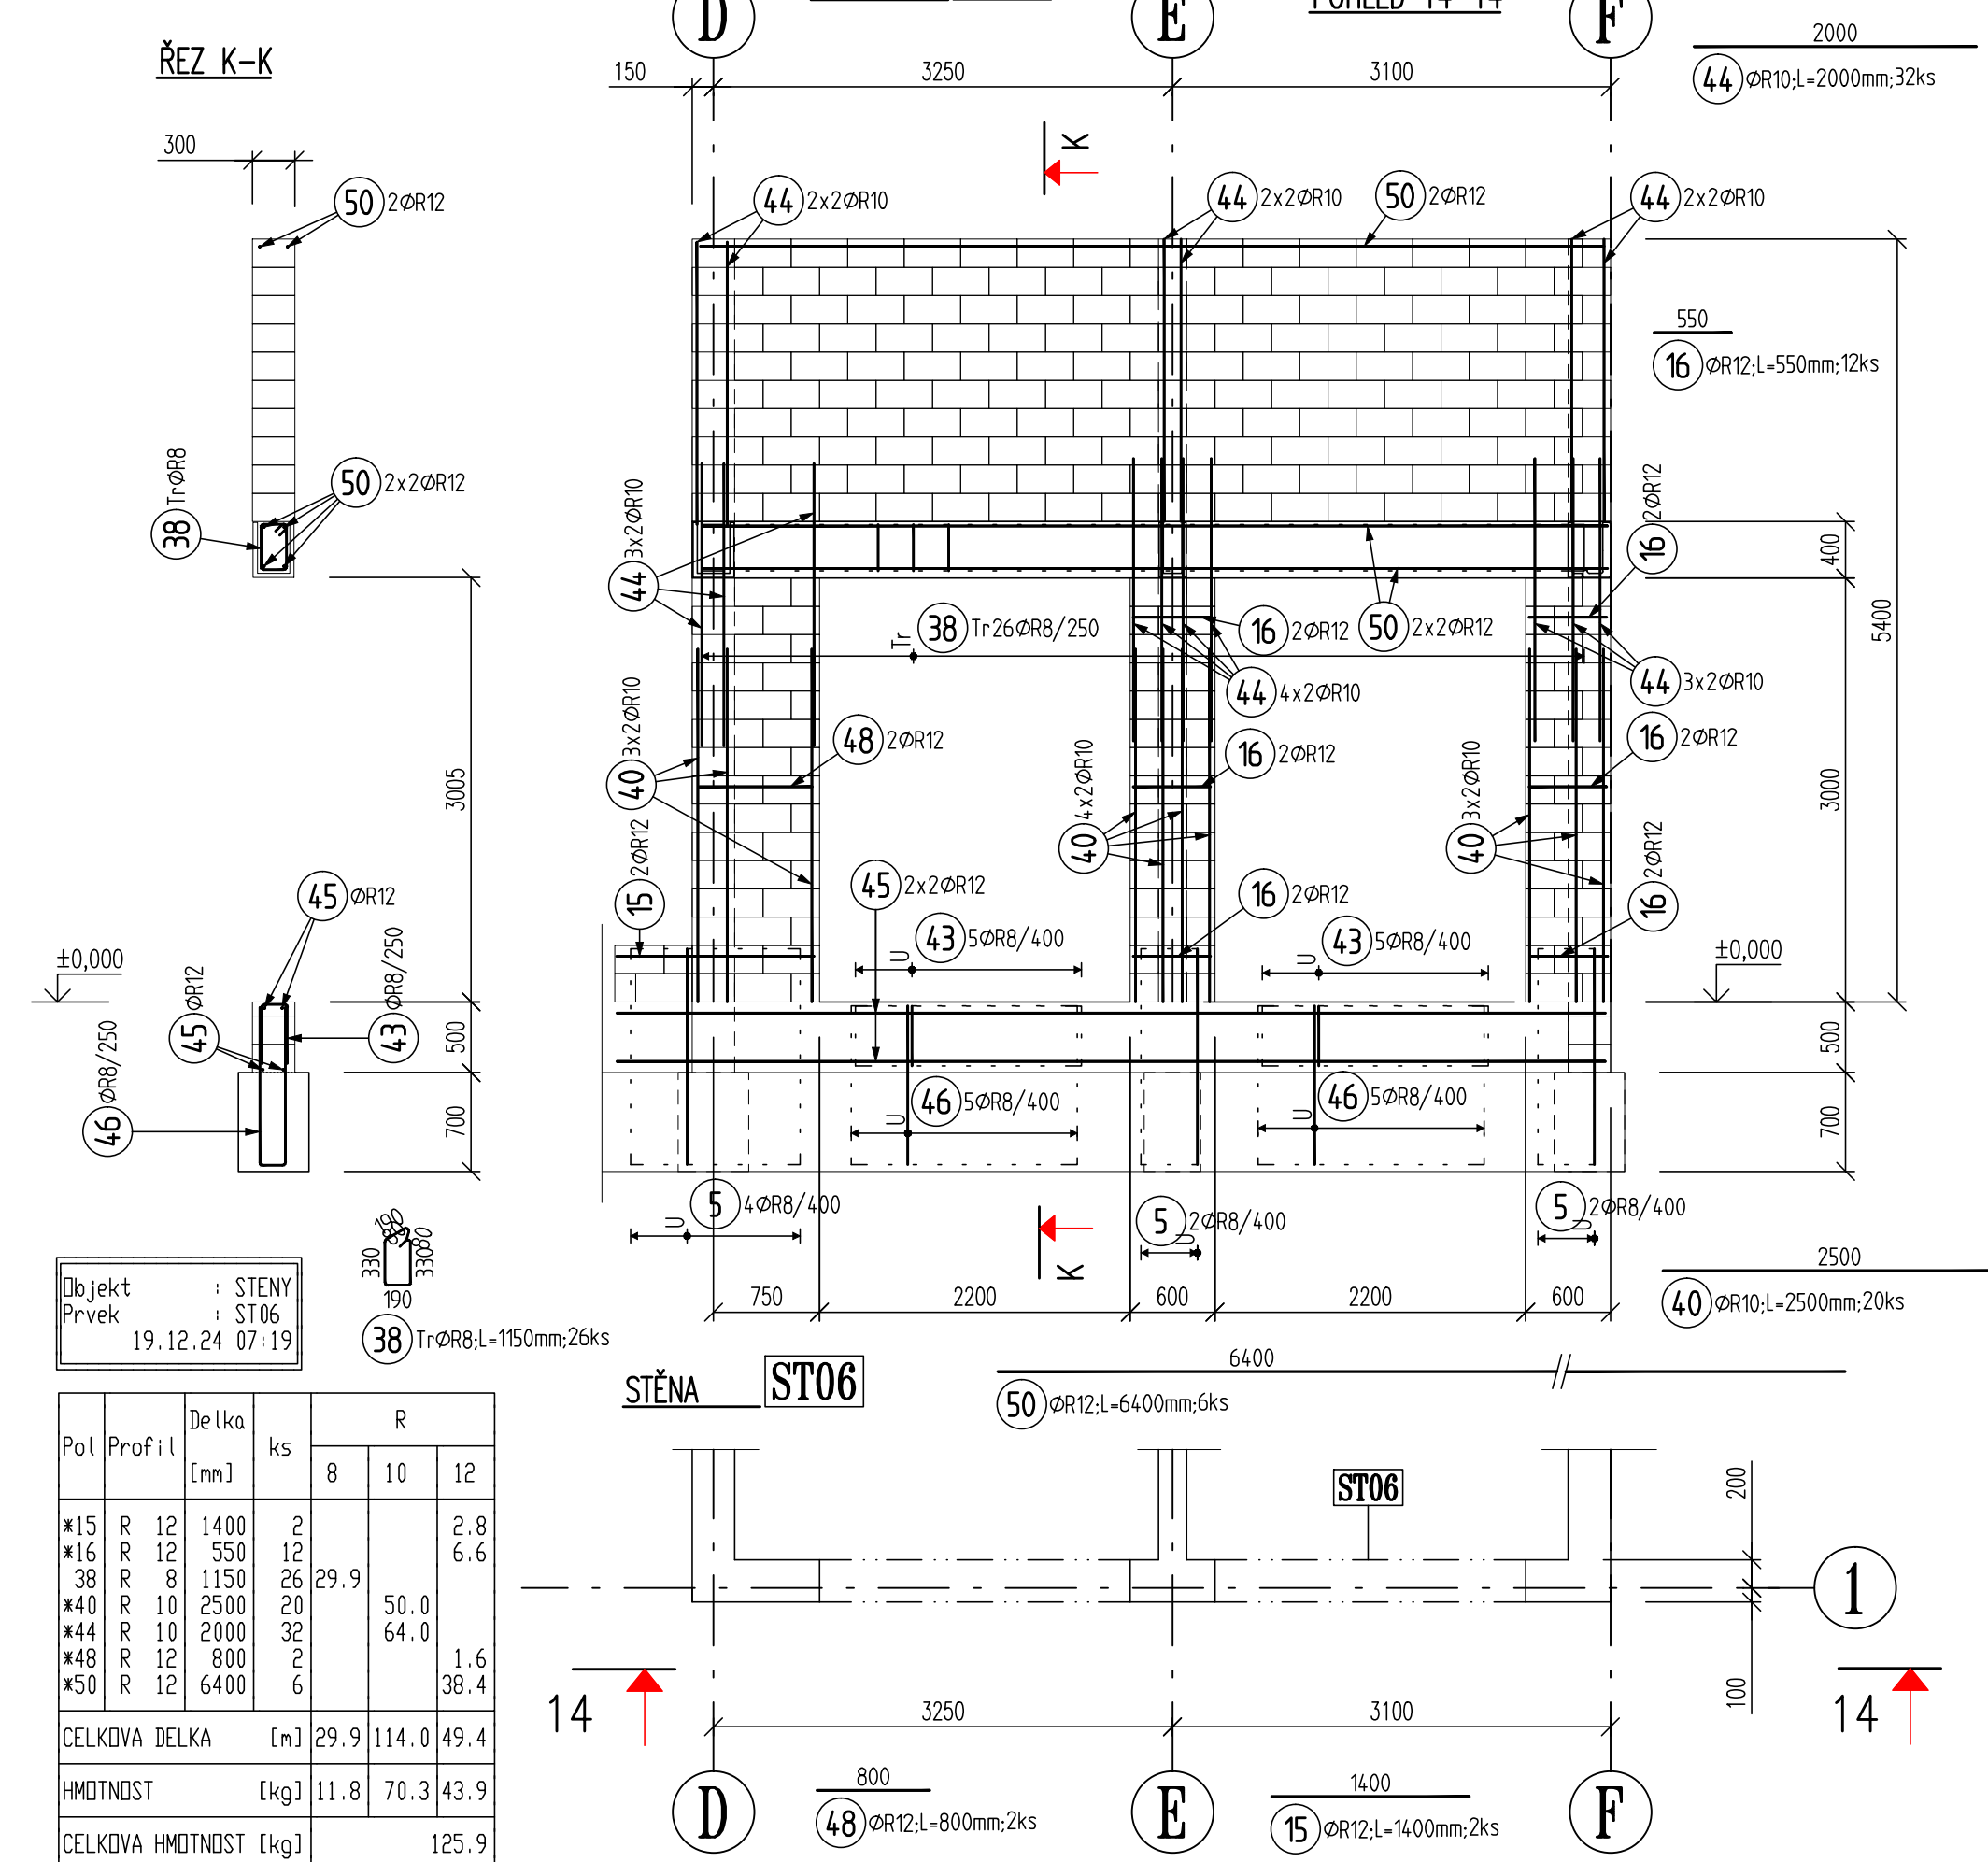 D
E
F
ŘEZ K-K
150
3250
3100
2000
44 ØR10;L=2000mm;32ks
K
300
50 2ØR12
44 2x2ØR10
44 2x2ØR10
50 2ØR12
44 2x2ØR10
550
16 ØR12;L=550mm;12ks
38 TrØR8
50 2x2ØR12
44 3x2ØR10
16 2ØR12
400
5400
38 Tr26ØR8/250
Tr
16 2ØR12
50 2x2ØR12
44 4x2ØR10
44 3x2ØR10
40 3x2ØR10
48 2ØR12
16 2ØR12
16 2ØR12
3005
3000
40 4x2ØR10
40 3x2ØR10
15 2ØR12
45 2x2ØR12
16 2ØR12
16 2ØR12
45 ØR12
43 5ØR8/400
U
43 5ØR8/400
U
±0,000
±0,000
45 ØR12
43 ØR8/250
46 ØR8/250
500
500
46 5ØR8/400
U
46 5ØR8/400
U
700
700
5 4ØR8/400
U
5 2ØR8/400
U
5 2ØR8/400
U
K
190
80
80
330
330
190
38 TrØR8;L=1150mm;26ks
750
2200
600
2200
600
2500
40 ØR10;L=2500mm;20ks
Objekt : STENY
Prvek : ST06
19.12.24 07:19
STĚNA ST06
6400
50 ØR12;L=6400mm;6ks
Pol Profil Delka [mm] ks R
8 10 12
*15 R 12 1400 2 2.8
*16 R 12 550 12 6.6
38 R 8 1150 26 29.9
*40 R 10 2500 20 50.0
*44 R 10 2000 32 64.0
*48 R 12 800 2 1.6
*50 R 12 6400 6 38.4
CELKOVA DELKA [m] 29.9 114.0 49.4
HMOTNOST [kg] 11.8 70.3 43.9
CELKOVA HMOTNOST [kg] 125.9
ST06
200
1
100
14
14
3250
3100
D
E
F
800
48 ØR12;L=800mm;2ks
1400
15 ØR12;L=1400mm;2ks